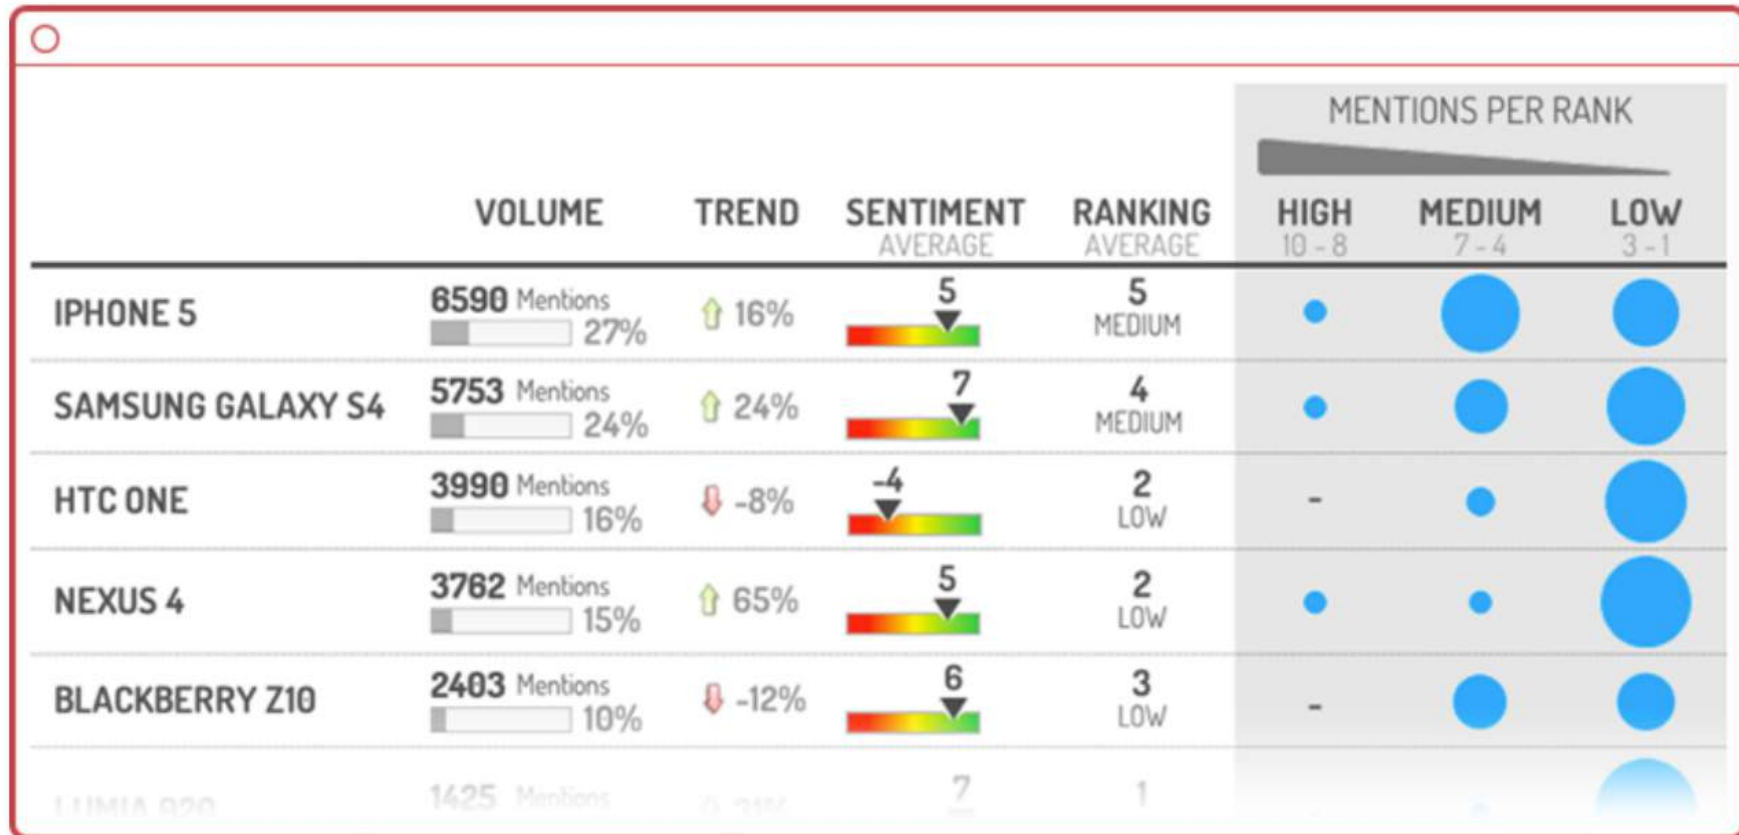 MENTIONS PER RANK
VOLUME TREND SENTIMENT RANKING HIGH MEDIUM LOW
AVERAGE AVERAGE 10 - 8 7 - 4 3 - 1
IPHONE 5 6590 Mentions 27% 16% 5 5 MEDIUM
SAMSUNG GALAXY S4 5753 Mentions 24% 24% 7 4 MEDIUM
HTC ONE 3990 Mentions 16% -8% -4 2 LOW -
NEXUS 4 3762 Mentions 15% 65% 5 2 LOW
BLACKBERRY Z10 2403 Mentions 10% -12% 6 3 LOW -
LUMIA 920 1425 Mentions 7 1